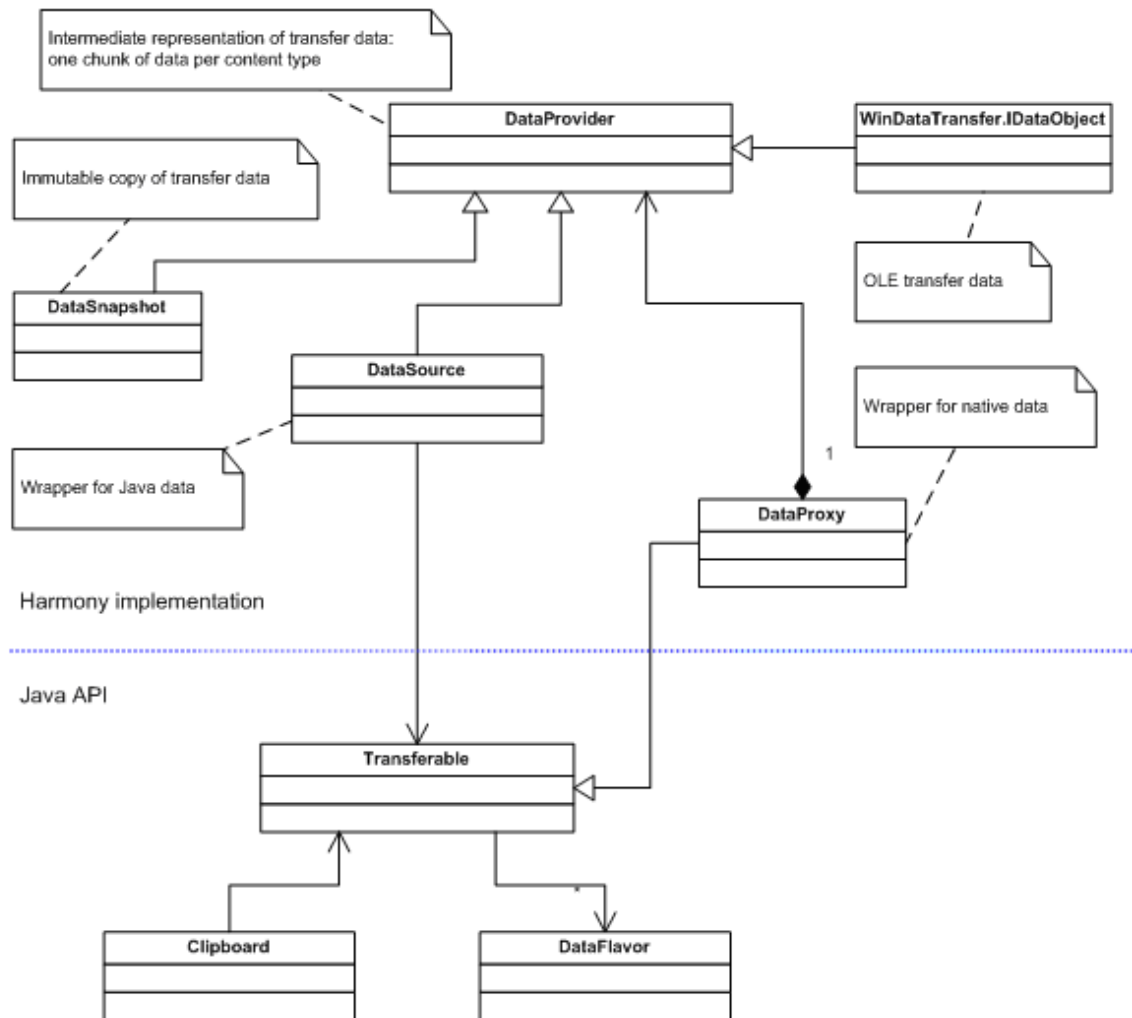 Intermediate representation of transfer data:
one chunk of data per content type
DataProvider
WinDataTransfer.IDataObject
Immutable copy of transfer data
OLE transfer data
DataSnapshot
DataSource
Wrapper for native data
Wrapper for Java data
1
DataProxy
Harmony implementation
Java API
Transferable
*
Clipboard
DataFlavor